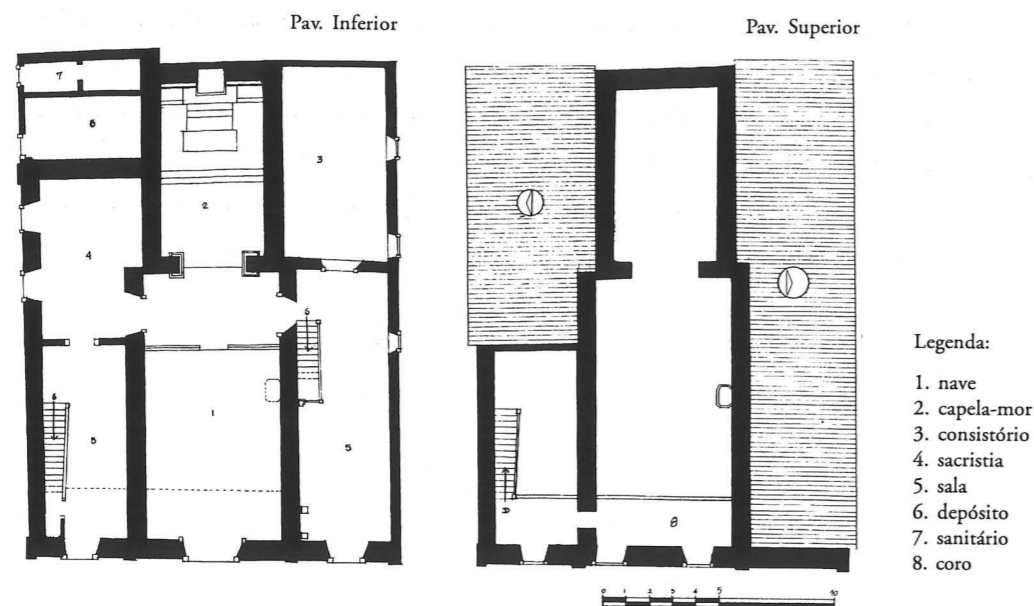 Pav. Inferior
Pav. Superior
7
6
3
2
4
S
S
1
5
5
8
Legenda:
1. nave
2. capela-mor
3. consistório
4. sacristia
5. sala
6. depósito
7. sanitário
8. coro
0 1 2 3 4 5 10